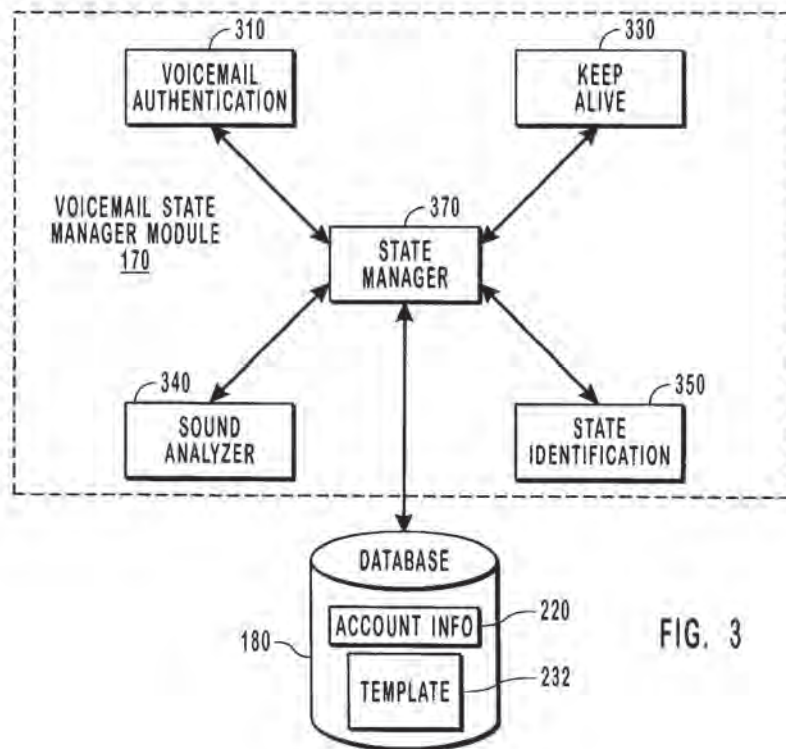 310
VOICEMAIL
AUTHENTICATION
330
KEEP
ALIVE
VOICEMAIL STATE
MANAGER MODULE
170
370
STATE
MANAGER
340
SOUND
ANALYZER
350
STATE
IDENTIFICATION
DATABASE
180
ACCOUNT INFO
220
TEMPLATE
232
FIG. 3